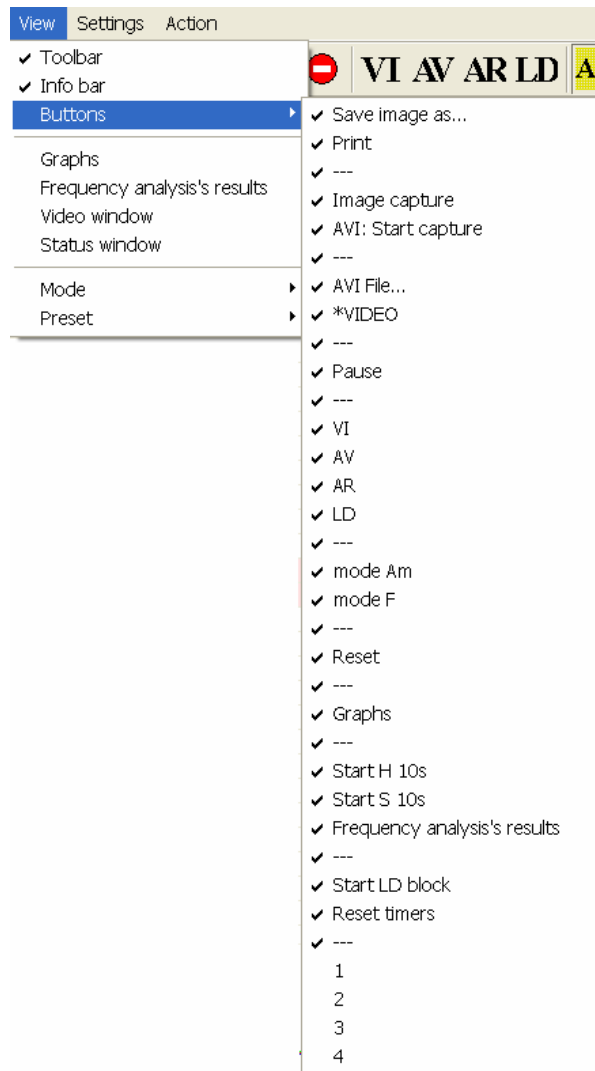 View Settings Action
VI AV AR LD A
✓ Toolbar
✓ Info bar
Buttons
Graphs
Frequency analysis's results
Video window
Status window
Mode
Preset
✓ Save image as...
✓ Print
✓ ---
✓ Image capture
✓ AVI: Start capture
✓ ---
✓ AVI File...
✓ *VIDEO
✓ ---
✓ Pause
✓ ---
✓ VI
✓ AV
✓ AR
✓ LD
✓ ---
✓ mode Am
✓ mode F
✓ ---
✓ Reset
✓ ---
✓ Graphs
✓ ---
✓ Start H 10s
✓ Start S 10s
✓ Frequency analysis's results
✓ ---
✓ Start LD block
✓ Reset timers
✓ ---
1
2
3
4